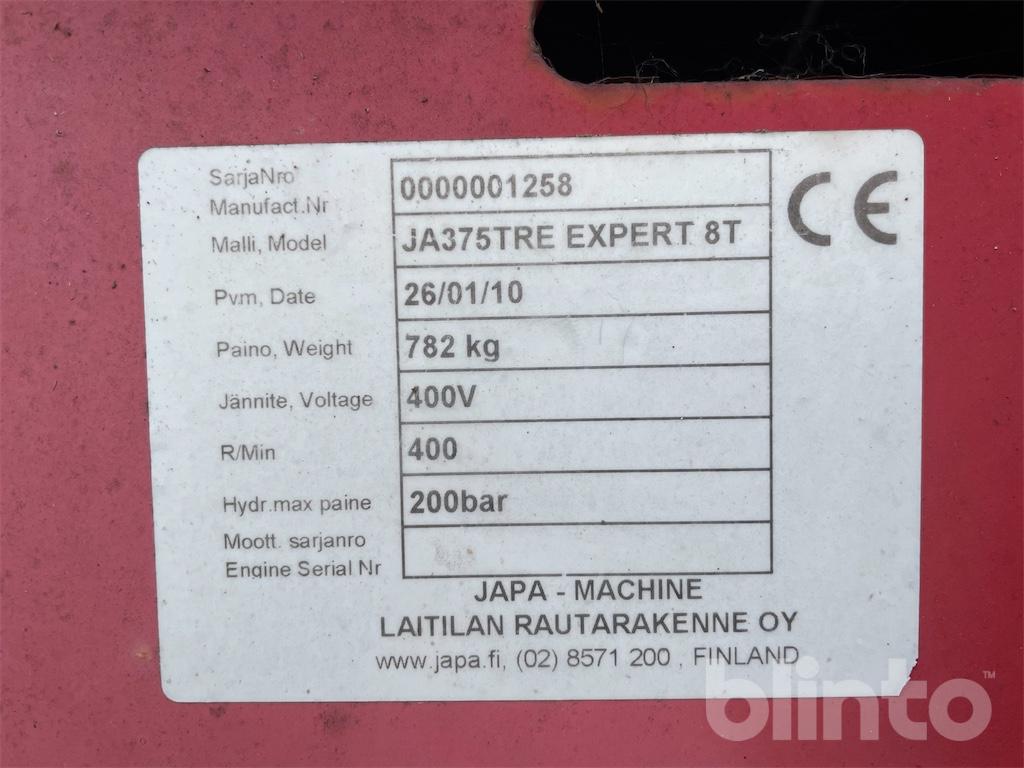 SarjaNro
Manufact.Nr 0000001258
Malli, Model JA375TRE EXPERT 8T
Pvm, Date 26/01/10
Paino, Weight 782 kg
Jännite, Voltage 400V
R/Min 400
Hydr.max paine 200bar
Moott. sarjanro
Engine Serial Nr
CE
JAPA - MACHINE
LAITILAN RAUTARAKENNE OY
www.japa.fi, (02) 8571 200 , FINLAND
blinto™